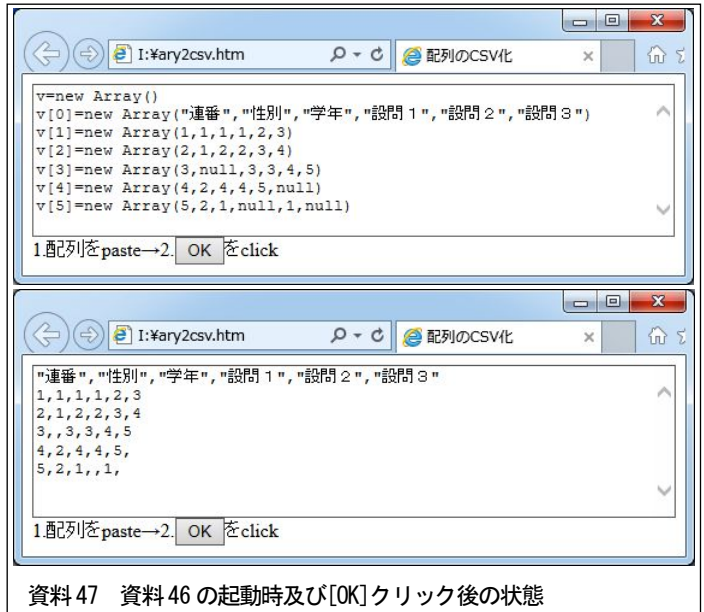 I:¥ary2csv.htm
配列のCSV化
v=new Array()
v[0]=new Array("連番","性別","学年","設問１","設問２","設問３")
v[1]=new Array(1,1,1,1,2,3)
v[2]=new Array(2,1,2,2,3,4)
v[3]=new Array(3,null,3,3,4,5)
v[4]=new Array(4,2,4,4,5,null)
v[5]=new Array(5,2,1,null,1,null)
1.配列をpaste→2. OK をclick
I:¥ary2csv.htm
配列のCSV化
"連番","性別","学年","設問１","設問２","設問３"
1,1,1,1,2,3
2,1,2,2,3,4
3,,3,3,4,5
4,2,4,4,5,
5,2,1,,1,
1.配列をpaste→2. OK をclick
資料47　資料46の起動時及び[OK]クリック後の状態